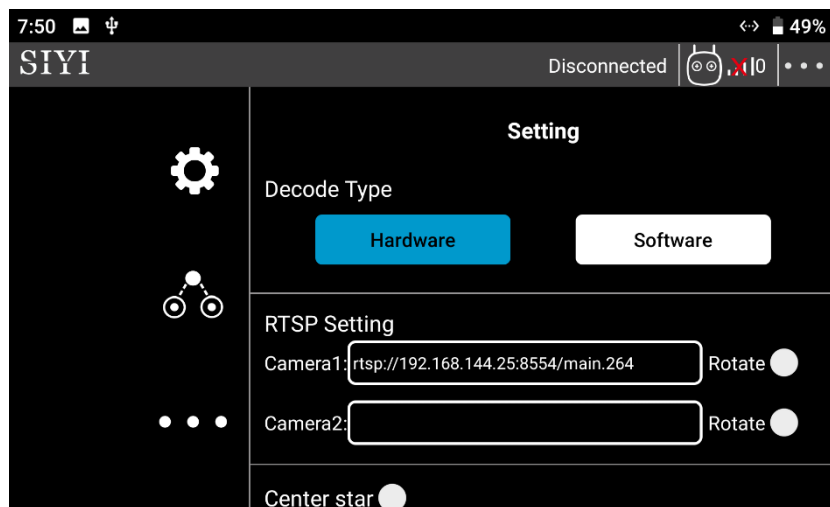 7:50 49%
SIYI Disconnected 0
Setting
Decode Type
Hardware Software
RTSP Setting
Camera1: rtsp://192.168.144.25:8554/main.264 Rotate
Camera2: Rotate
Center star